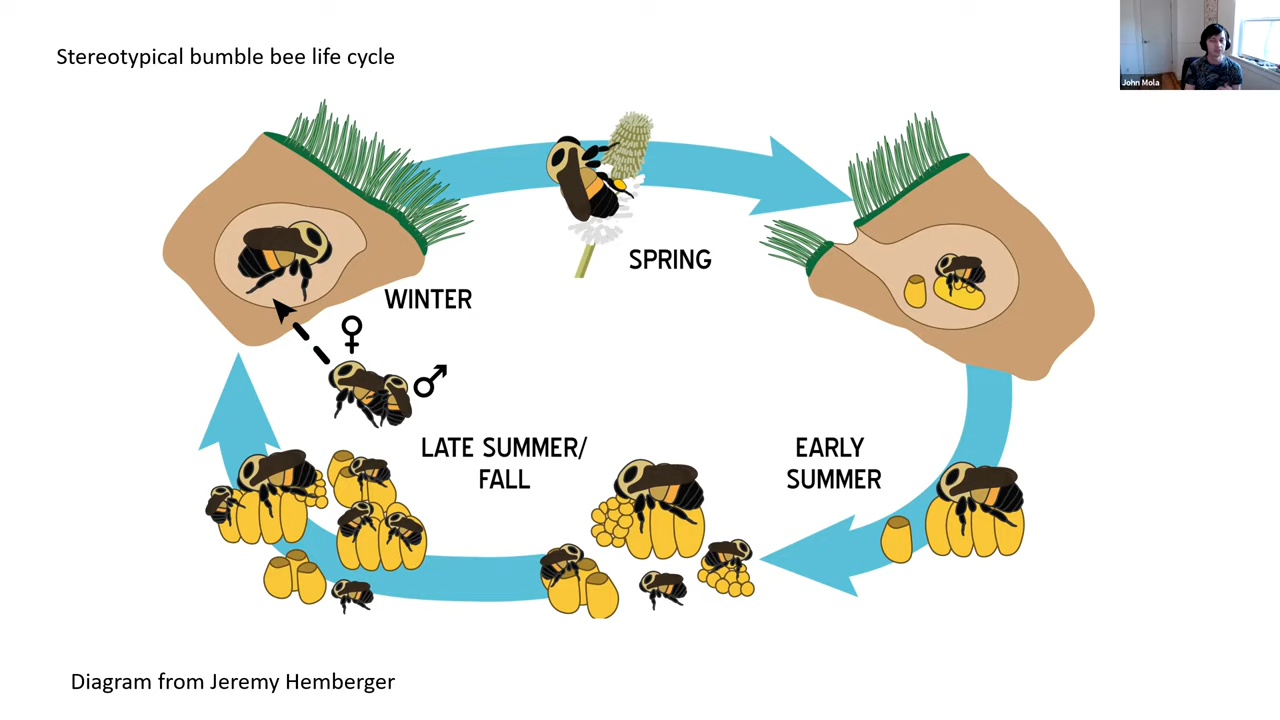 Stereotypical bumble bee life cycle
John Mola
SPRING
WINTER
LATE SUMMER/
FALL
EARLY
SUMMER
Diagram from Jeremy Hemberger